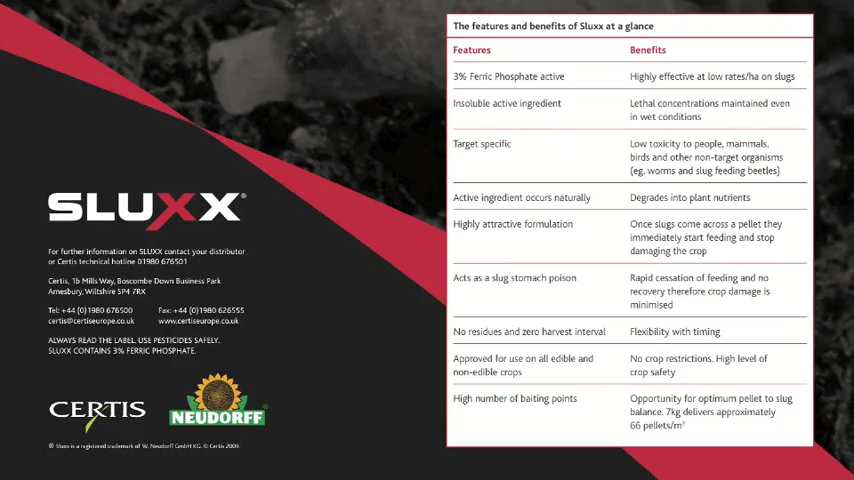 SLUXX®
For further information on SLUXX contact your distributor
or Certis technical hotline 01980 676501
Certis, 1b Mills Way, Boscombe Down Business Park
Amesbury, Wiltshire SP4 7RX
Tel: +44 (0)1980 676500 Fax: +44 (0)1980 626555
certis@certiseurope.co.uk www.certiseurope.co.uk
ALWAYS READ THE LABEL. USE PESTICIDES SAFELY.
SLUXX CONTAINS 3% FERRIC PHOSPHATE.
CERTIS
NEUDORFF®
® Sluxx is a registered trademark of W. Neudorff GmbH KG. © Certis 2009.
The features and benefits of Sluxx at a glance
Features Benefits
3% Ferric Phosphate active Highly effective at low rates/ha on slugs
Insoluble active ingredient Lethal concentrations maintained even
in wet conditions
Target specific Low toxicity to people, mammals,
birds and other non-target organisms
(eg. worms and slug feeding beetles)
Active ingredient occurs naturally Degrades into plant nutrients
Highly attractive formulation Once slugs come across a pellet they
immediately start feeding and stop
damaging the crop
Acts as a slug stomach poison Rapid cessation of feeding and no
recovery therefore crop damage is
minimised
No residues and zero harvest interval Flexibility with timing
Approved for use on all edible and No crop restrictions. High level of
non-edible crops crop safety
High number of baiting points Opportunity for optimum pellet to slug
balance. 7kg delivers approximately
66 pellets/m²